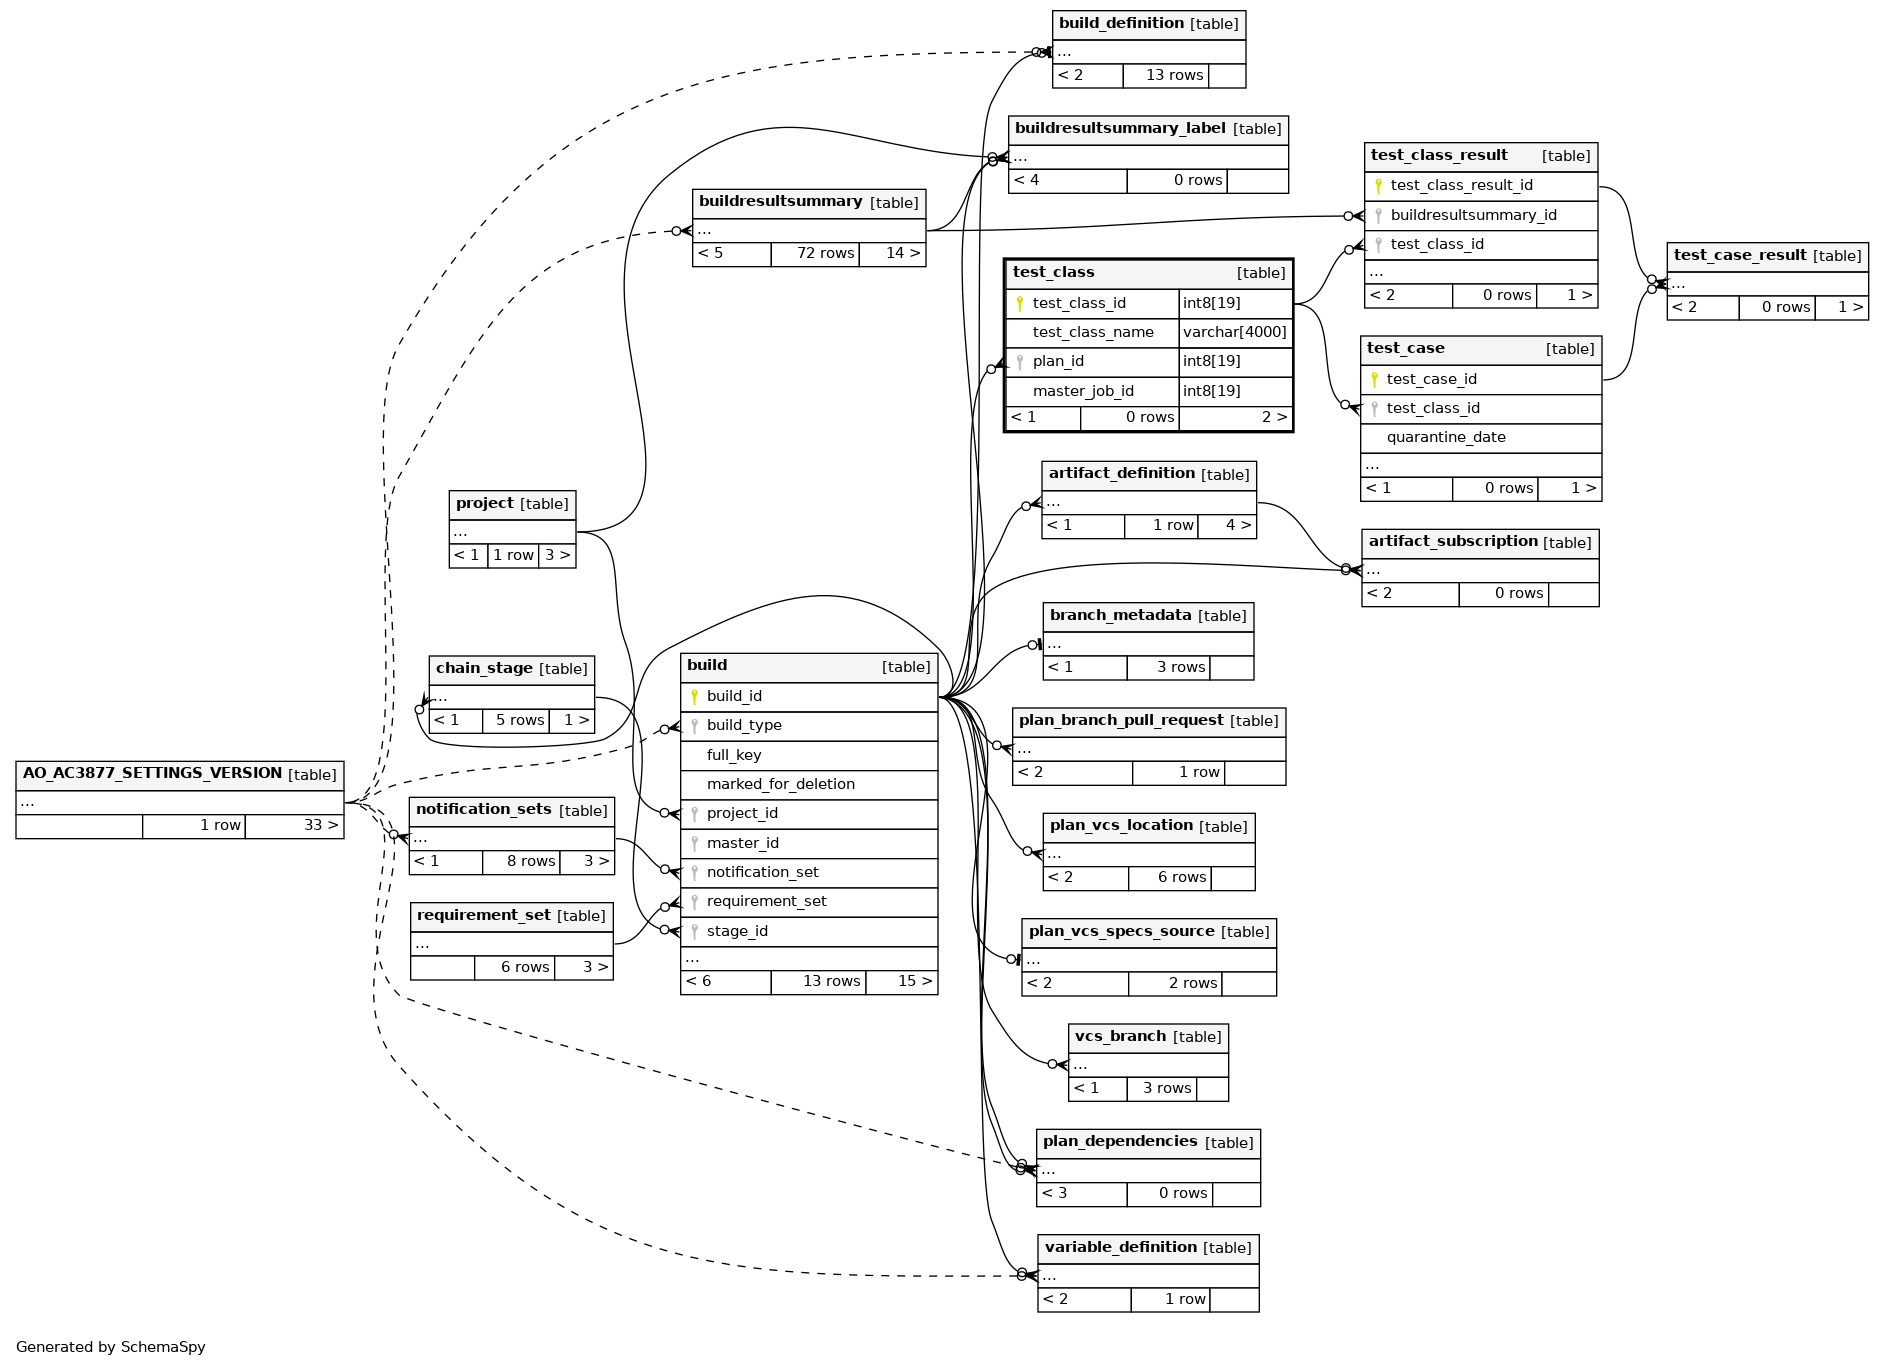 build_definition [table]
...
< 2 13 rows
buildresultsummary_label [table]
...
< 4 0 rows
test_class_result [table]
test_class_result_id
buildresultsummary_id
test_class_id
...
< 2 0 rows 1 >
buildresultsummary [table]
...
< 5 72 rows 14 >
test_case_result [table]
...
< 2 0 rows 1 >
test_class [table]
test_class_id int8[19]
test_class_name varchar[4000]
plan_id int8[19]
master_job_id int8[19]
< 1 0 rows 2 >
test_case [table]
test_case_id
test_class_id
quarantine_date
...
< 1 0 rows 1 >
artifact_definition [table]
...
< 1 1 row 4 >
project [table]
...
< 1 1 row 3 >
artifact_subscription [table]
...
< 2 0 rows
branch_metadata [table]
...
< 1 3 rows
chain_stage [table]
...
< 1 5 rows 1 >
build [table]
build_id
build_type
full_key
marked_for_deletion
project_id
master_id
notification_set
requirement_set
stage_id
...
< 6 13 rows 15 >
plan_branch_pull_request [table]
...
< 2 1 row
AO_AC3877_SETTINGS_VERSION [table]
...
1 row 33 >
notification_sets [table]
...
< 1 8 rows 3 >
plan_vcs_location [table]
...
< 2 6 rows
requirement_set [table]
...
6 rows 3 >
plan_vcs_specs_source [table]
...
< 2 2 rows
vcs_branch [table]
...
< 1 3 rows
plan_dependencies [table]
...
< 3 0 rows
variable_definition [table]
...
< 2 1 row
Generated by SchemaSpy